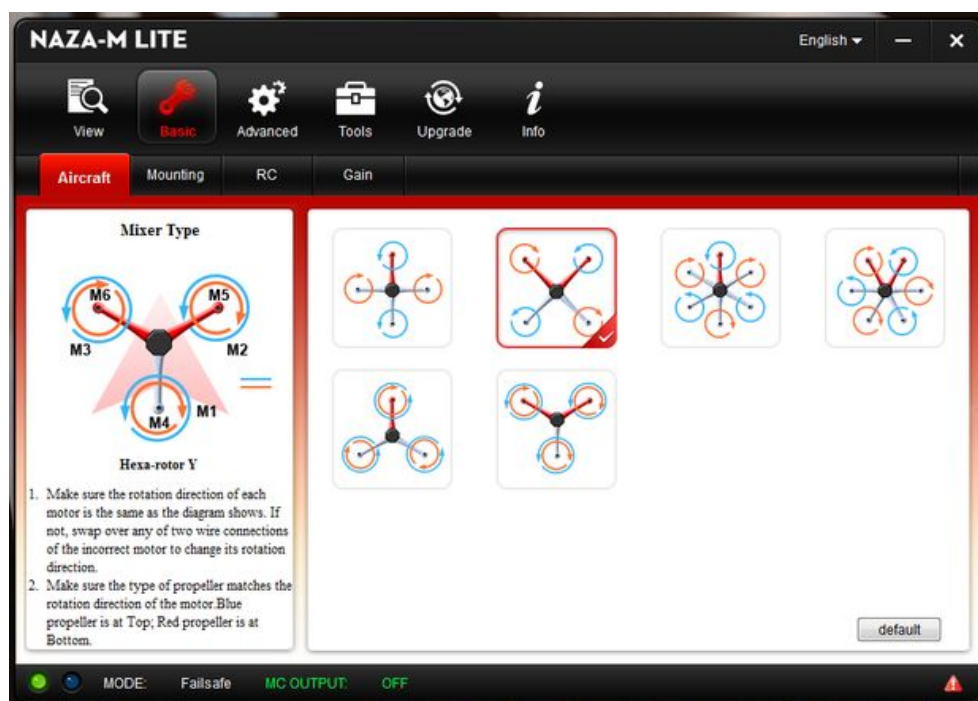 NAZA-M LITE
English
View
Basic
Advanced
Tools
Upgrade
Info
Aircraft
Mounting
RC
Gain
Mixer Type
M6
M5
M3
M2
M4
M1
Hexa-rotor Y
1. Make sure the rotation direction of each
motor is the same as the diagram shows. If
not, swap over any of two wire connections
of the incorrect motor to change its rotation
direction.
2. Make sure the type of propeller matches the
rotation direction of the motor.Blue
propeller is at Top; Red propeller is at
Bottom.
default
MODE: Failsafe MC OUTPUT: OFF